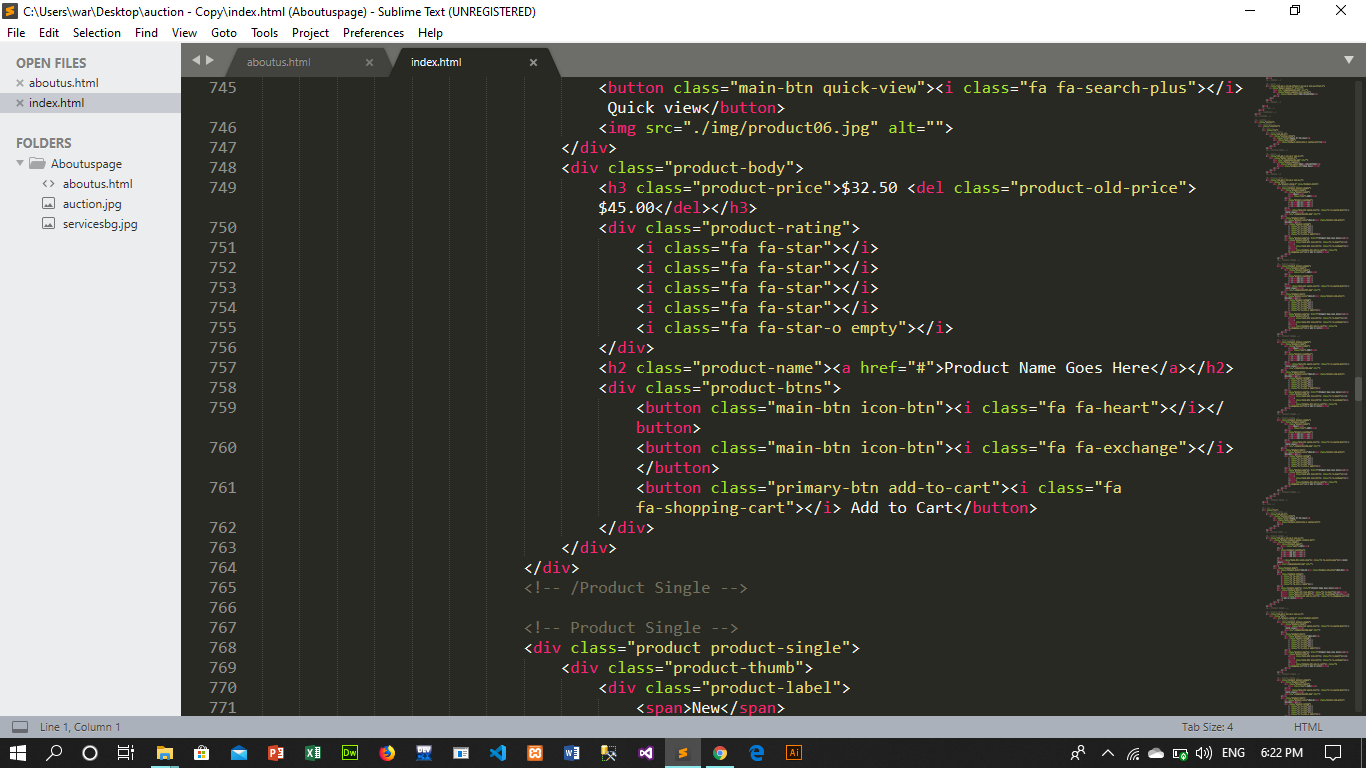 C:\Users\war\Desktop\auction - Copy\index.html (Aboutuspage) - Sublime Text (UNREGISTERED)
File Edit Selection Find View Goto Tools Project Preferences Help
OPEN FILES
aboutus.html
index.html
FOLDERS
Aboutuspage
aboutus.html
auction.jpg
servicesbg.jpg
aboutus.html index.html
745 <button class="main-btn quick-view"><i class="fa fa-search-plus"></i>
Quick view</button>
746 <img src="./img/product06.jpg" alt="">
747 </div>
748 <div class="product-body">
749 <h3 class="product-price">$32.50 <del class="product-old-price">
$45.00</del></h3>
750 <div class="product-rating">
751 <i class="fa fa-star"></i>
752 <i class="fa fa-star"></i>
753 <i class="fa fa-star"></i>
754 <i class="fa fa-star"></i>
755 <i class="fa fa-star-o empty"></i>
756 </div>
757 <h2 class="product-name"><a href="#">Product Name Goes Here</a></h2>
758 <div class="product-btns">
759 <button class="main-btn icon-btn"><i class="fa fa-heart"></i></
button>
760 <button class="main-btn icon-btn"><i class="fa fa-exchange"></i>
</button>
761 <button class="primary-btn add-to-cart"><i class="fa
fa-shopping-cart"></i> Add to Cart</button>
762 </div>
763 </div>
764 </div>
765 <!-- /Product Single -->
766
767 <!-- Product Single -->
768 <div class="product product-single">
769 <div class="product-thumb">
770 <div class="product-label">
771 <span>New</span>
Line 1, Column 1 Tab Size: 4 HTML
ENG 6:22 PM